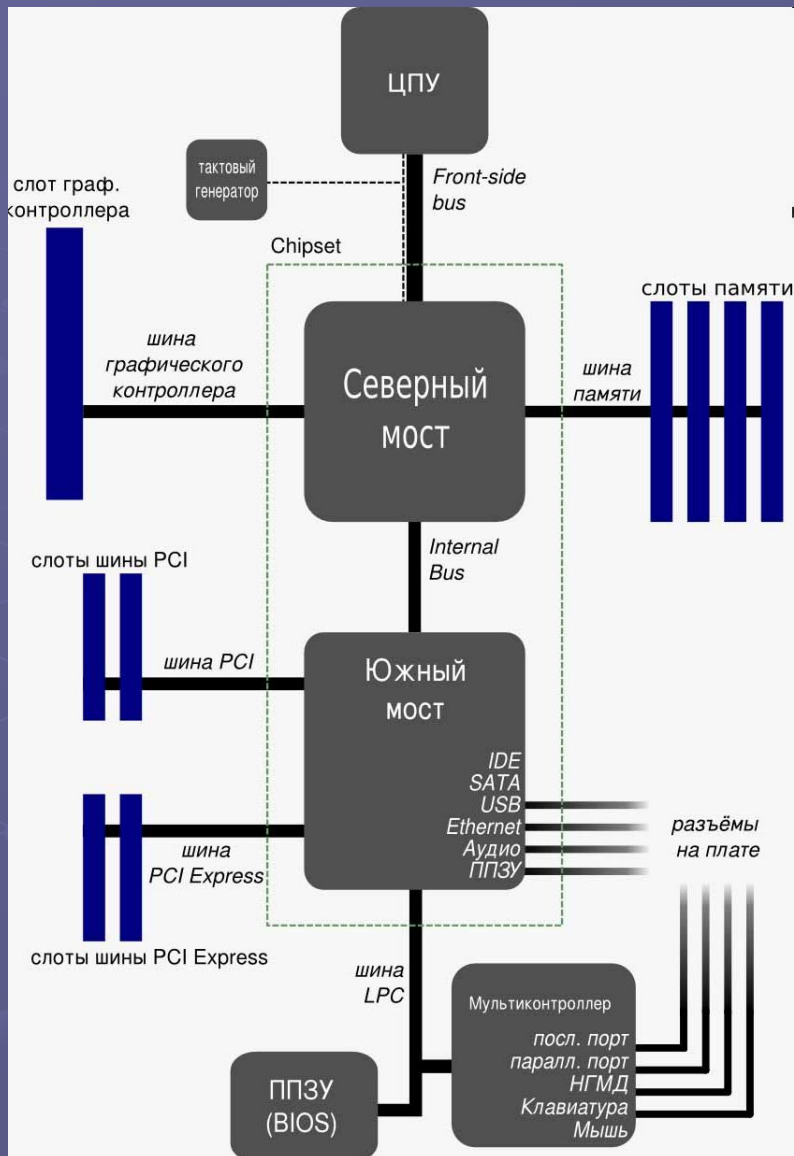 ЦПУ
тактовый
генератор
Front-side
bus
слот граф.
контроллера
Chipset
слоты памяти
шина
графического
контроллера
Северный
мост
шина
памяти
Internal
Bus
слоты шины PCI
шина PCI
Южный
мост
IDE
SATA
USB
Ethernet
Аудио
ППЗУ
разъёмы
на плате
шина
PCI Express
слоты шины PCI Express
шина
LPC
Мультиконтроллер
посл. порт
паралл. порт
НГМД
Клавиатура
Мышь
ППЗУ
(BIOS)